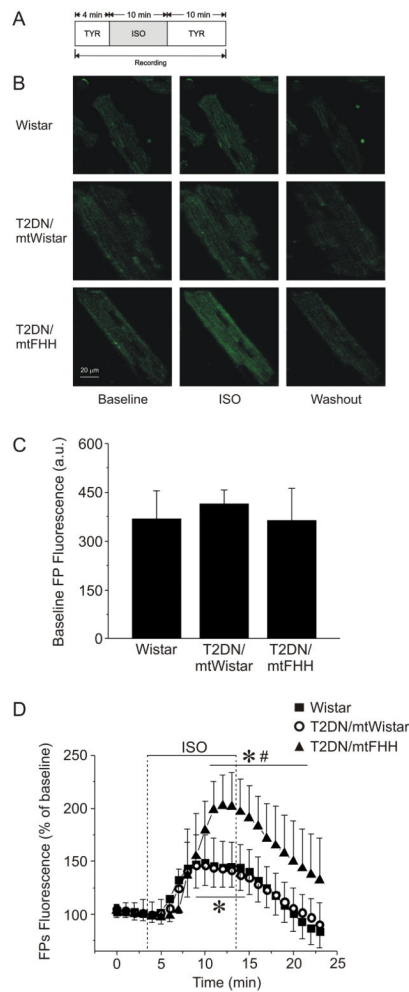 A
4 min 10 min 10 min
TYR ISO TYR
Recording
B
Wistar
T2DN/
mtWistar
T2DN/
mtFHH
20 μm
Baseline ISO Washout
C
Baseline FP Fluorescence (a.u.)
600
450
300
150
0
Wistar T2DN/ T2DN/
mtWistar mtFHH
D
Wistar
T2DN/mtWistar
T2DN/mtFHH
FPs Fluorescence (% of baseline)
250
200
150
100
ISO
* #
*
0 5 10 15 20 25
Time (min)